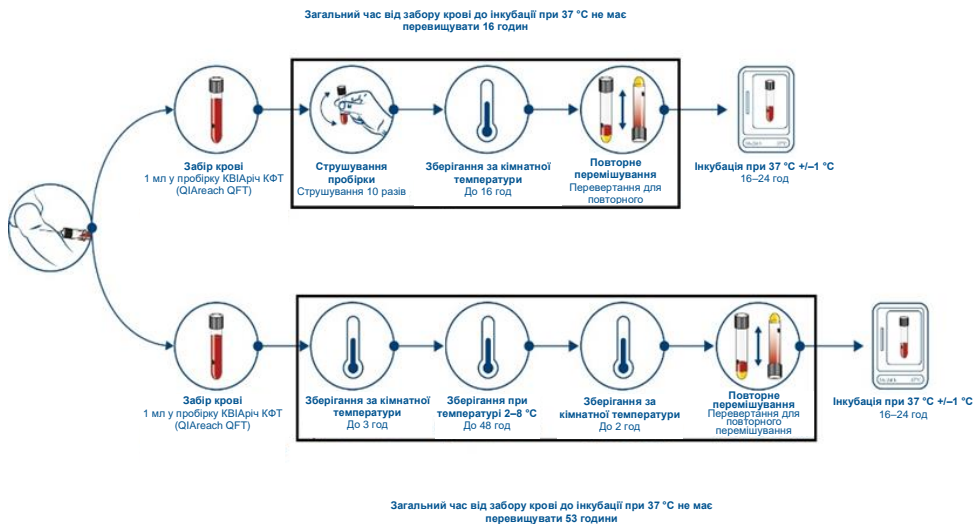 Загальний час від забору крові до інкубації при 37 °C не має
перевищувати 16 годин
Забір крові
1 мл у пробірку КВІАріч КФТ
(QIAreach QFT)
Струшування
пробірки
Струшування 10 разів
Зберігання за кімнатної
температури
До 16 год
Повторне
перемішування
Перевертання для
повторного
Інкубація при 37 °C +/–1 °C
16–24 год
Забір крові
1 мл у пробірку КВІАріч КФТ
(QIAreach QFT)
Зберігання за кімнатної
температури
До 3 год
Зберігання при
температурі 2–8 °C
До 48 год
Зберігання за
кімнатної температури
До 2 год
Повторне
перемішування
Перевертання для
повторного
перемішування
Інкубація при 37 °C +/–1 °C
16–24 год
Загальний час від забору крові до інкубації при 37 °C не має
перевищувати 53 години